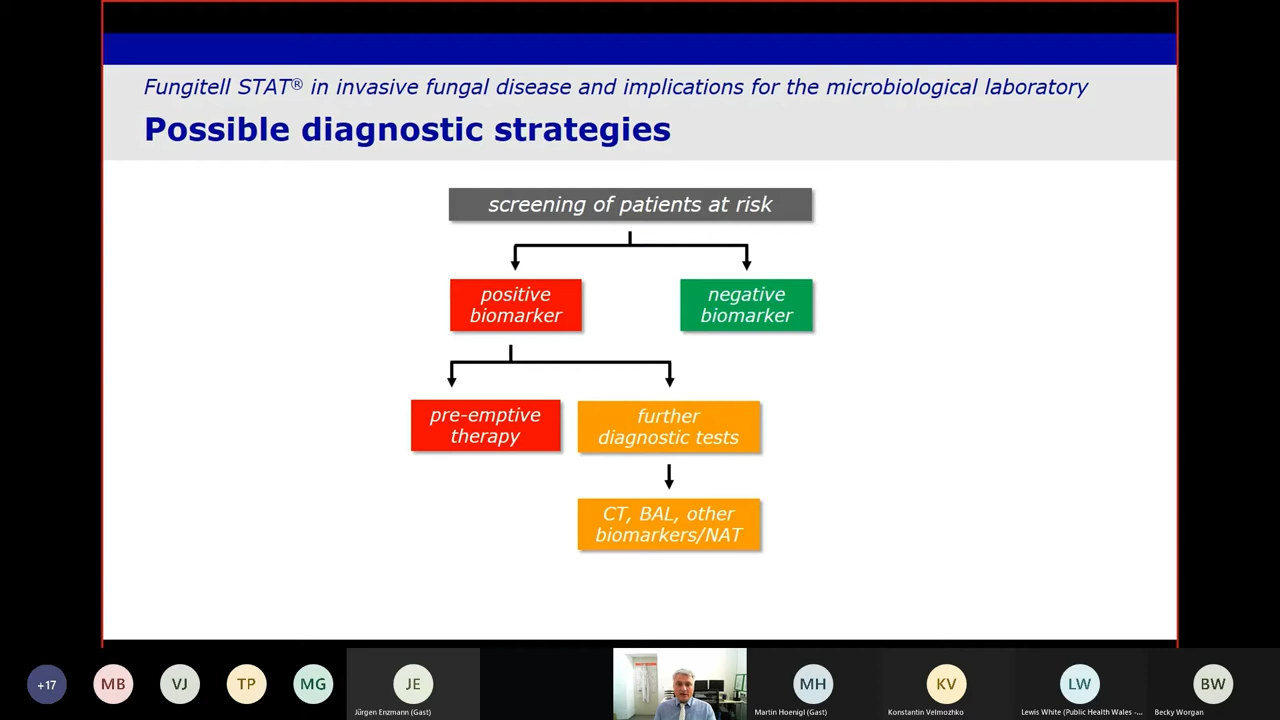 Fungitell STAT® in invasive fungal disease and implications for the microbiological laboratory
Possible diagnostic strategies
screening of patients at risk
positive
biomarker
negative
biomarker
pre-emptive
therapy
further
diagnostic tests
CT, BAL, other
biomarkers/NAT
+17
MB
VJ
TP
MG
JE
Jürgen Enzmann (Gast)
MH
Martin Hoenigl (Gast)
KV
Konstantin Velmozhko
LW
Lewis White (Public Health Wales -...
BW
Becky Worgan